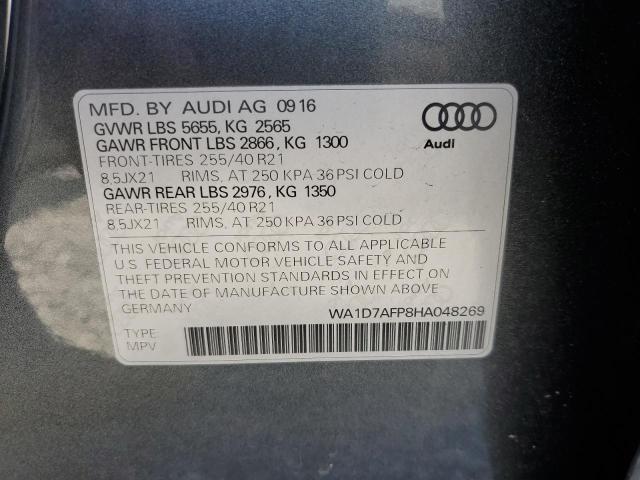 MFD. BY AUDI AG 09 16
GVWR LBS 5655, KG 2565
GAWR FRONT LBS 2866, KG 1300
FRONT-TIRES 255/40 R21
8.5JX21 RIMS, AT 250 KPA 36 PSI COLD
GAWR REAR LBS 2976, KG 1350
REAR-TIRES 255/40 R21
8.5JX21 RIMS, AT 250 KPA 36 PSI COLD
Audi
THIS VEHICLE CONFORMS TO ALL APPLICABLE
U.S. FEDERAL MOTOR VEHICLE SAFETY AND
THEFT PREVENTION STANDARDS IN EFFECT ON
THE DATE OF MANUFACTURE SHOWN ABOVE
GERMANY
WA1D7AFP8HA048269
TYPE:
MPV